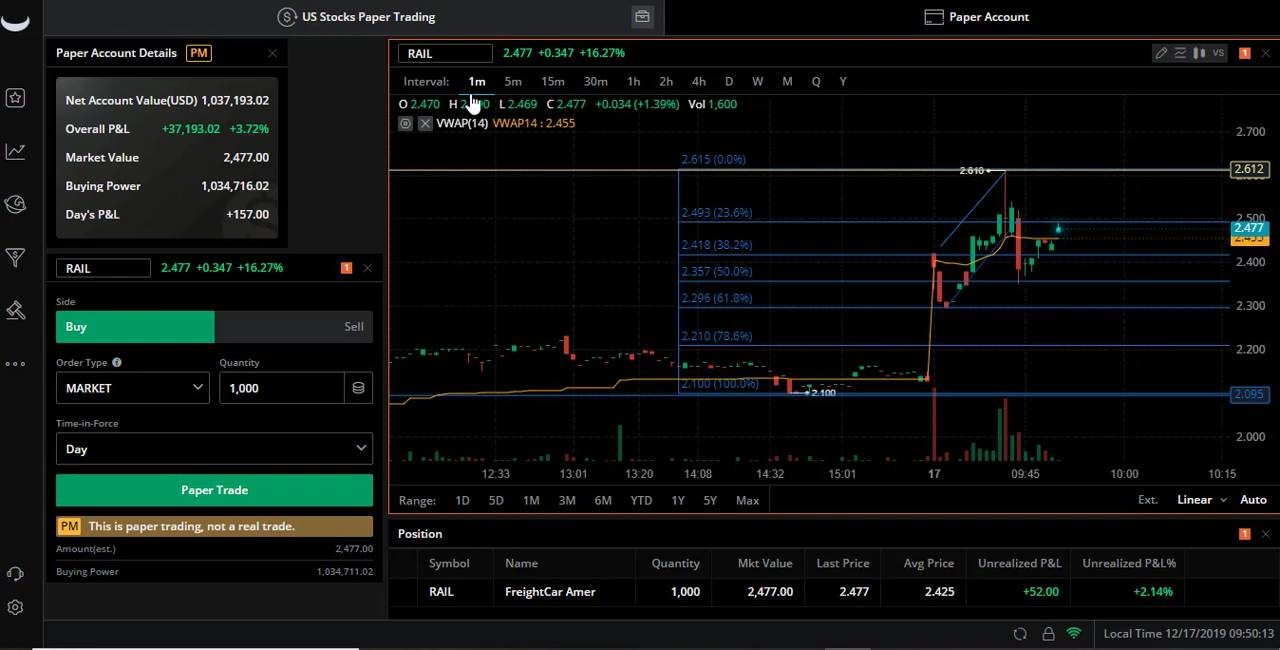 US Stocks Paper Trading
Paper Account
Paper Account Details PM
Net Account Value(USD) 1,037,193.02
Overall P&L +37,193.02 +3.72%
Market Value 2,477.00
Buying Power 1,034,716.02
Day's P&L +157.00
RAIL 2.477 +0.347 +16.27% 1
Side
Buy Sell
Order Type Quantity
MARKET 1,000
Time-in-Force
Day
Paper Trade
PM This is paper trading, not a real trade.
Amount(est.) 2,477.00
Buying Power 1,034,711.02
RAIL 2.477 +0.347 +16.27% VS 1
Interval: 1m 5m 15m 30m 1h 2h 4h D W M Q Y
O 2.470 H L 2.469 C 2.477 +0.034 (+1.39%) Vol 1,600
VWAP(14) VWAP14 : 2.455
2.700
2.615 (0.0%)
2.610
2.612
2.493 (23.6%)
2.500
2.477
2.418 (38.2%)
2.400
2.357 (50.0%)
2.296 (61.8%)
2.300
2.210 (78.6%)
2.200
2.100 (100.0%)
2.100
2.095
2.000
12:33 13:01 13:20 14:08 14:32 15:01 17 09:45 10:00 10:15
Range: 1D 5D 1M 3M 6M YTD 1Y 5Y Max Ext. Linear Auto
Position 1
Symbol Name Quantity Mkt Value Last Price Avg Price Unrealized P&L Unrealized P&L%
RAIL FreightCar Amer 1,000 2,477.00 2.477 2.425 +52.00 +2.14%
Local Time 12/17/2019 09:50:13